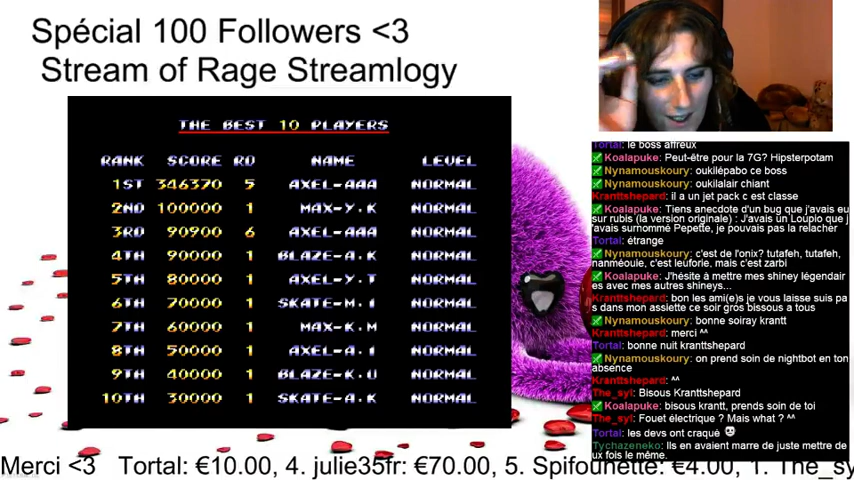 Spécial 100 Followers <3
Stream of Rage Streamlogy
THE BEST 10 PLAYERS
RANK SCORE RD NAME LEVEL
1ST 346370 5 AXEL-AAA NORMAL
2ND 100000 1 MAX-Y.K NORMAL
3RD 90900 6 AXEL-AAA NORMAL
4TH 90000 1 BLAZE-A.K NORMAL
5TH 80000 1 AXEL-Y.T NORMAL
6TH 70000 1 SKATE-M.I NORMAL
7TH 60000 1 MAX-K.M NORMAL
8TH 50000 1 AXEL-A.I NORMAL
9TH 40000 1 BLAZE-K.U NORMAL
10TH 30000 1 SKATE-A.K NORMAL
Tortal: le boss affreux
Koalapuke: Peut-être pour la 7G? Hipsterpotam
Nynamouskoury: oukilépabo ce boss
Nynamouskoury: oukilalair chiant
Kranttshepard: il a un jet pack c est classe
Koalapuke: Tiens anecdote d'un bug que j'avais eu
sur rubis (la version originale) : J'avais un Loupio que j
'avais surnommé Pepette, je pouvais pas la relacher
Tortal: étrange
Nynamouskoury: c'est de l'onix? tutafeh, tutafeh,
nanméoule, c'est leuforie, mais c'est zarbi
Koalapuke: J'hésite à mettre mes shiney légendair
es avec mes autres shineys...
Kranttshepard: bon les ami(e)s je vous laisse suis pa
s dans mon assiette ce soir gros bissous a tous
Nynamouskoury: bonne soiray krantt
Kranttshepard: merci ^^
Tortal: bonne nuit kranttshepard
Nynamouskoury: on prend soin de nightbot en ton
absence
Kranttshepard: ^^
The_syl: Bisous Kranttshepard
Koalapuke: bisous krantt, prends soin de toi
The_syl: Fouet électrique ? Mais what ? ^^
Tortal: les devs ont craqué
Tychazeneko: Ils en avaient marre de juste mettre de
ux fois le même.
Merci <3 Tortal: €10.00, 4. julie35fr: €70.00, 5. Spifounette: €4.00, 1. The_sy